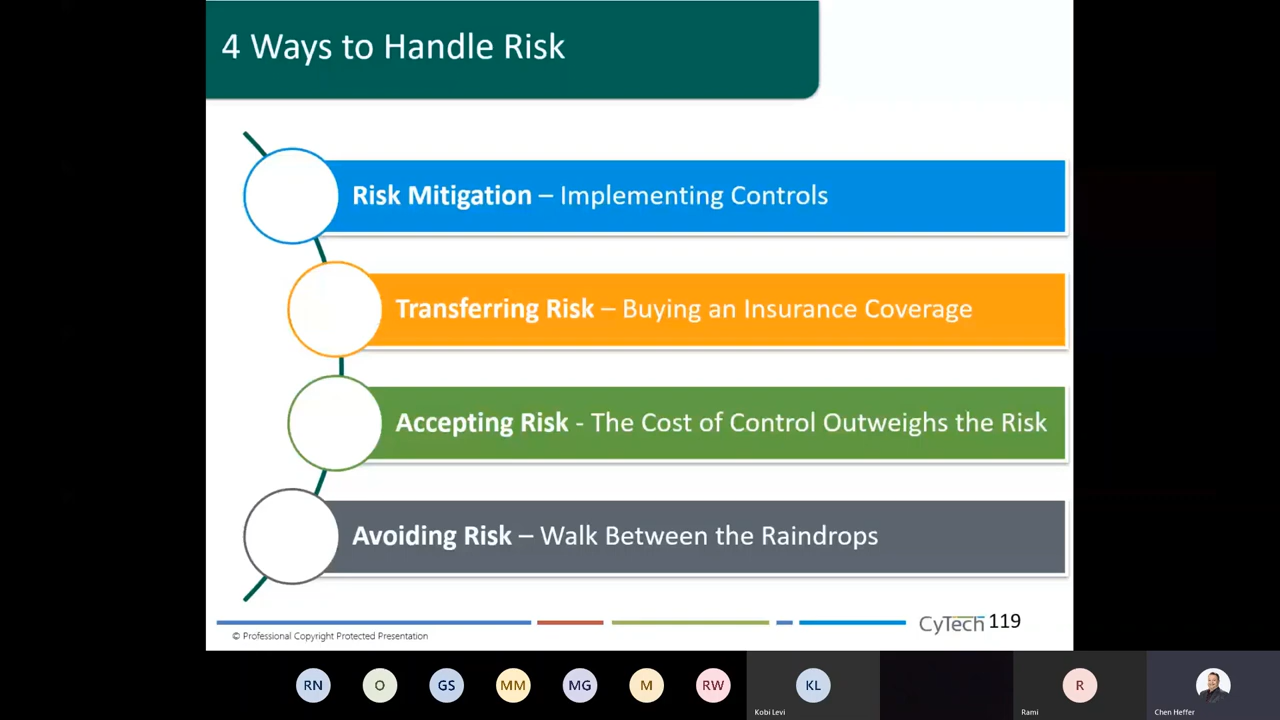 4 Ways to Handle Risk
Risk Mitigation – Implementing Controls
Transferring Risk – Buying an Insurance Coverage
Accepting Risk - The Cost of Control Outweighs the Risk
Avoiding Risk – Walk Between the Raindrops
CyTech 119
© Professional Copyright Protected Presentation
RN O GS MM MG M RW KL R
Kobi Levi Rami Chen Heffer